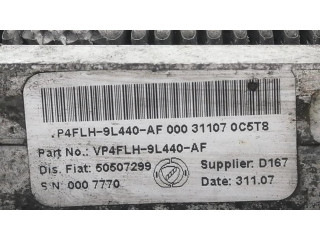 .P4FLH-9L440-AF 000 31107 0C5T8
Part No.: VP4FLH-9L440-AF
Dis. Fiat: 50507299 Supplier: D167
S N: 000 7770 Date: 311.07